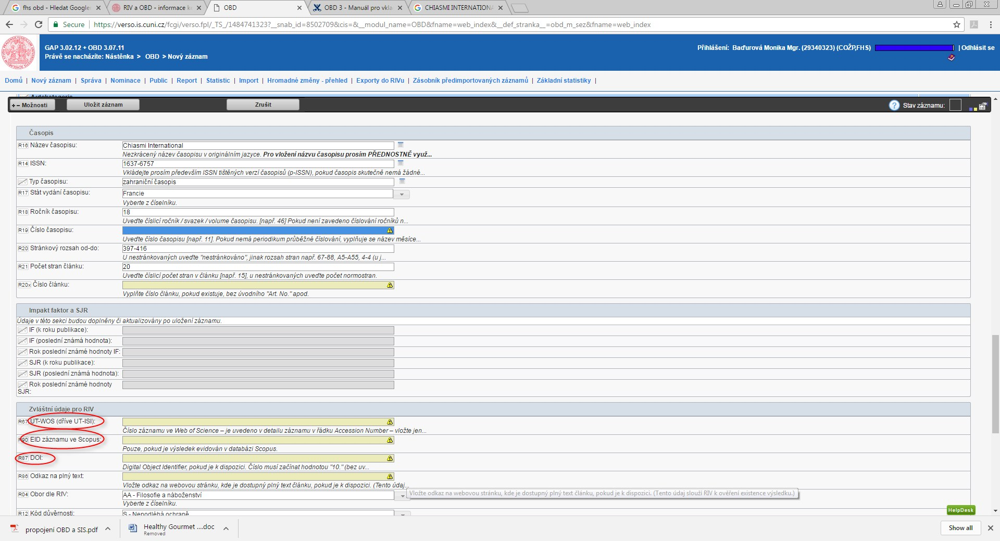 fhs obd - Hledat Google
RIV a OBD - informace k
OBD
OBD 3 - Manuál pro vkla
CHIASMI INTERNATIONA
Secure | https://verso.is.cuni.cz/fcgi/verso.fpl/_TS_/1484741323?__snab_id=8502709&cis=&__modul_name=OBD&fname=web_index&__def_stranka__=obd_m_sez&fname=web_index
GAP 3.02.12 + OBD 3.07.11
Právě se nacházíte: Nástěnka > OBD > Nový záznam
Přihlášení: Baďurová Monika Mgr. (29340323) (COŽP,FHS) | Odhlásit se
Domů | Nový záznam | Správa | Nominace | Public | Report | Statistic | Import | Hromadné změny - přehled | Exporty do RIVu | Zásobník předimportovaných záznamů | Základní statistiky |
Autokategorie
Možnosti Uložit záznam Zrušit Stav záznamu:
Časopis
R16 Název časopisu: Chiasmi International
Nezkrácený název časopisu v originálním jazyce. Pro vložení názvu časopisu prosím PŘEDNOSTNĚ využ...
R14 ISSN: 1637-6757
Vkládejte prosím především ISSN tištěných verzí časopisů (p-ISSN), pokud časopis skutečně nemá žádné...
Typ časopisu: zahraniční časopis
R17 Stát vydání časopisu: Francie
Vyberte z číselníku.
R18 Ročník časopisu: 18
Uveďte číslicí ročník / svazek / volume časopisu. [např. 46] Pokud není zavedeno číslování ročníků n...
R19 Číslo časopisu:
Uveďte číslo časopisu [např. 11]. Pokud nemá periodikum průběžné číslování, vyplňuje se název měsíce...
R20 Stránkový rozsah od-do: 397-416
U nestránkovaných uveďte "nestránkováno", jinak rozsah stran např. 67-88, A5-A55, 4-4 (u j...
R21 Počet stran článku: 20
Uveďte číslicí počet stran v článku [např. 15], u nestránkovaných uveďte počet normostran.
R20x Číslo článku:
Vyplňte číslo článku, pokud existuje, bez úvodního "Art. No." apod.
Impakt faktor a SJR
Údaje v této sekci budou doplněny či aktualizovány po uložení záznamu.
IF (k roku publikace):
IF (poslední známá hodnota):
Rok poslední známé hodnoty IF:
SJR (k roku publikace):
SJR (poslední známá hodnota):
Rok poslední známé hodnoty
SJR:
Zvláštní údaje pro RIV
R67 UT-WOS (dříve UT-ISI):
Číslo záznamu ve Web of Science – je uvedeno v detailu záznamu v řádku Accession Number – vložte jen...
R90 EID záznamu ve Scopus:
Pouze, pokud je výsledek evidován v databázi Scopus.
R87 DOI:
Digital Object Identifier, pokud je k dispozici. Číslo musí začínat hodnotou "10." (bez uv...
R86 Odkaz na plný text:
Vložte odkaz na webovou stránku, kde je dostupný plný text článku, pokud je k dispozici. (Tento údaj...
R04 Obor dle RIV: AA - Filosofie a náboženství
Vložte odkaz na webovou stránku, kde je dostupný plný text článku, pokud je k dispozici. (Tento údaj slouží RIV k ověření existence výsledku.)
Vyberte z číselníku.
R12 Kód důvěrnosti: S - Nepodléhá ochraně
HelpDesk
propojení OBD a SIS.pdf
Healthy Gourmet ....doc
Removed
Show all